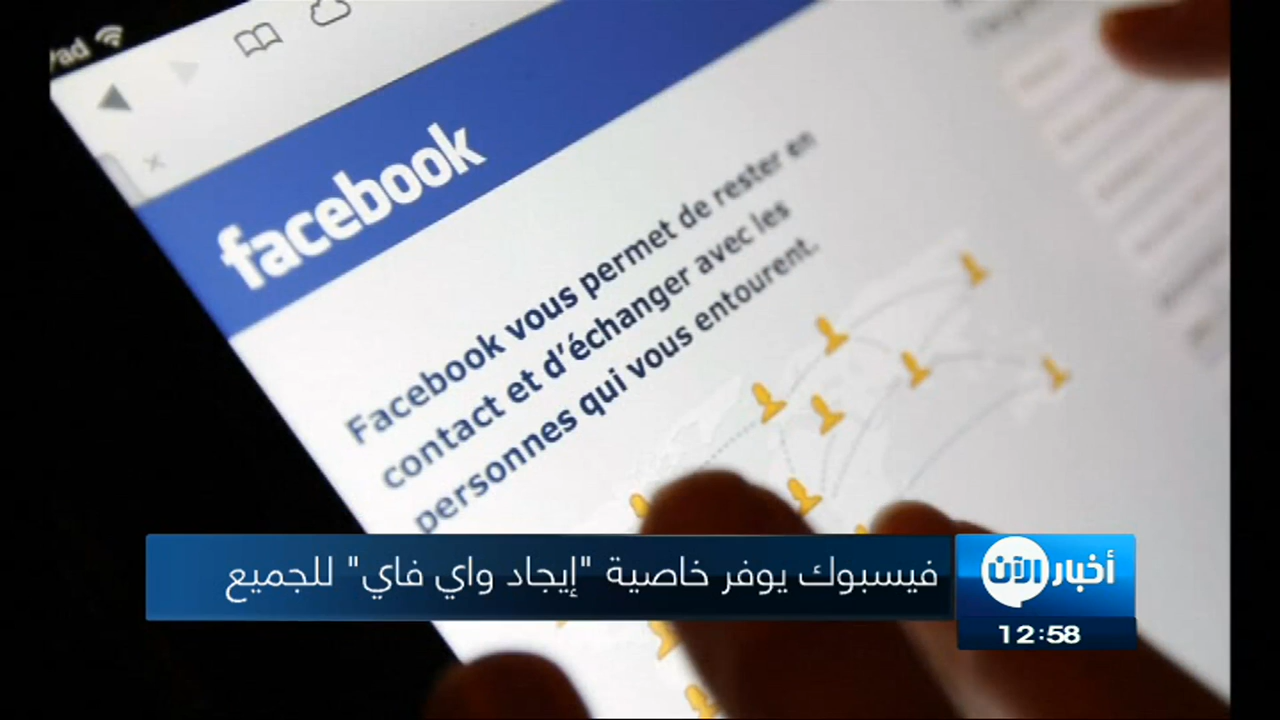 Pad
facebook
Facebook vous permet de rester en
contact et d'échanger avec les
personnes qui vous entourent.
فيسبوك يوفر خاصية "إيجاد واي فاي" للجميع
أخبار الآن
12:58